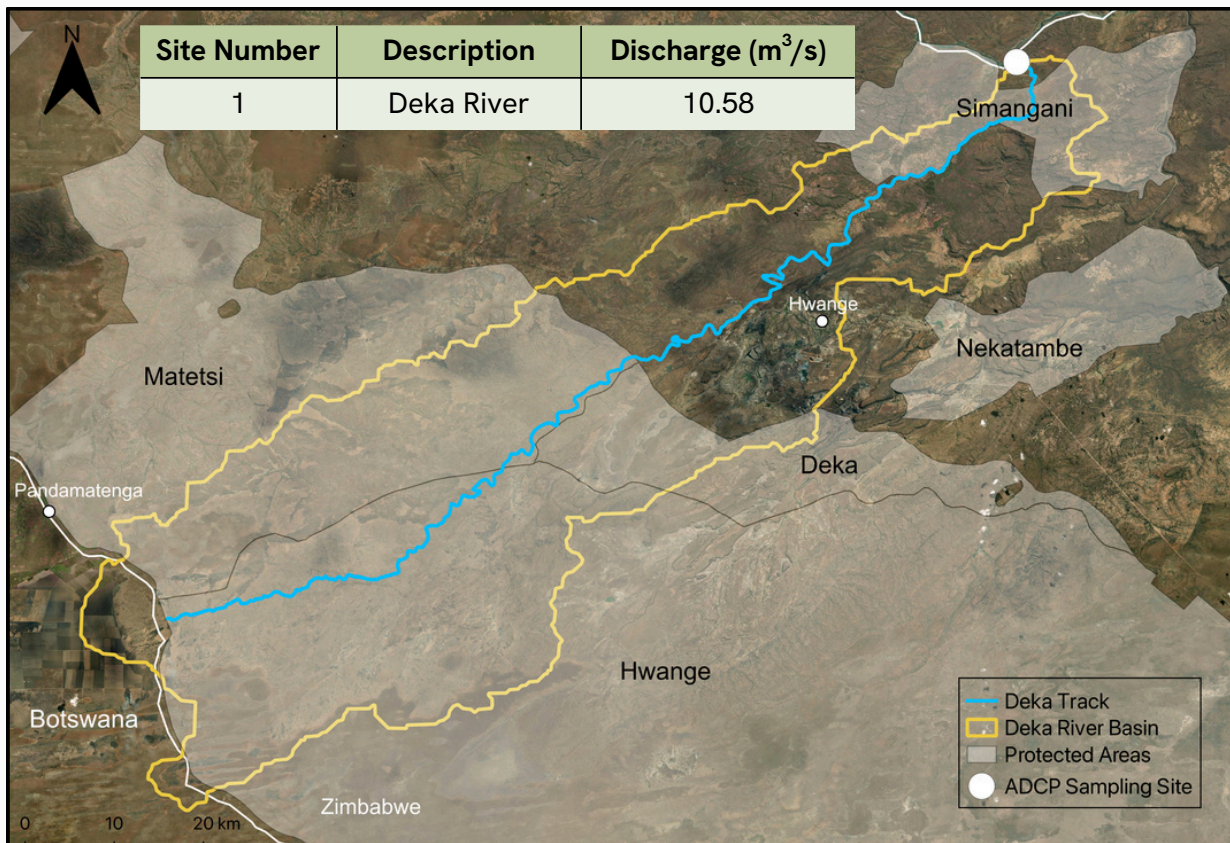 N
Site Number Description Discharge (m³/s)
1 Deka River 10.58
Simangani
Hwange
Nekatambe
Matetsi
Deka
Pandamatenga
Hwange
Botswana
Zimbabwe
0 10 20 km
Deka Track
Deka River Basin
Protected Areas
ADCP Sampling Site